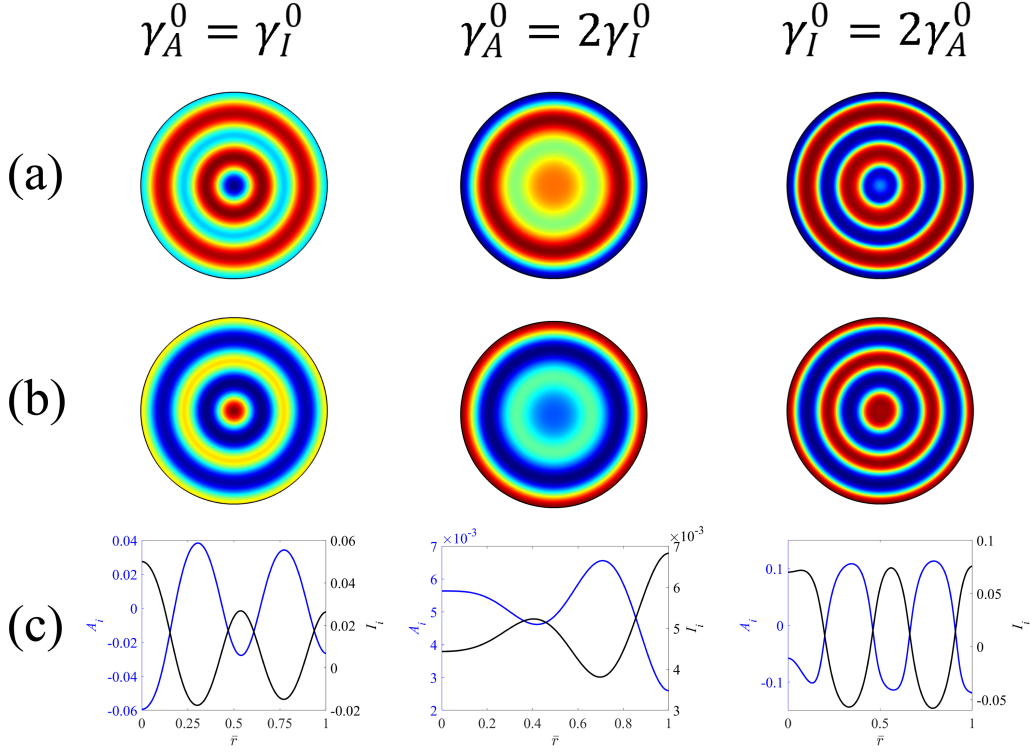 γ_A^0 = γ_I^0 γ_A^0 = 2γ_I^0 γ_I^0 = 2γ_A^0
(a)
(b)
(c)
0.04 0.02 0 -0.02 -0.04 -0.06
A_i
0.06 0.04 0.02 0 -0.02
I_i
0 0.25 0.5 0.75 1
r̄
×10^-3
7 6 5 4 3 2
A_i
×10^-3
7 6 5 4 3
I_i
0 0.2 0.4 0.6 0.8 1
r̄
0.1 0 -0.1
A_i
0.1 0.05 0 -0.05
I_i
0 0.5 1
r̄